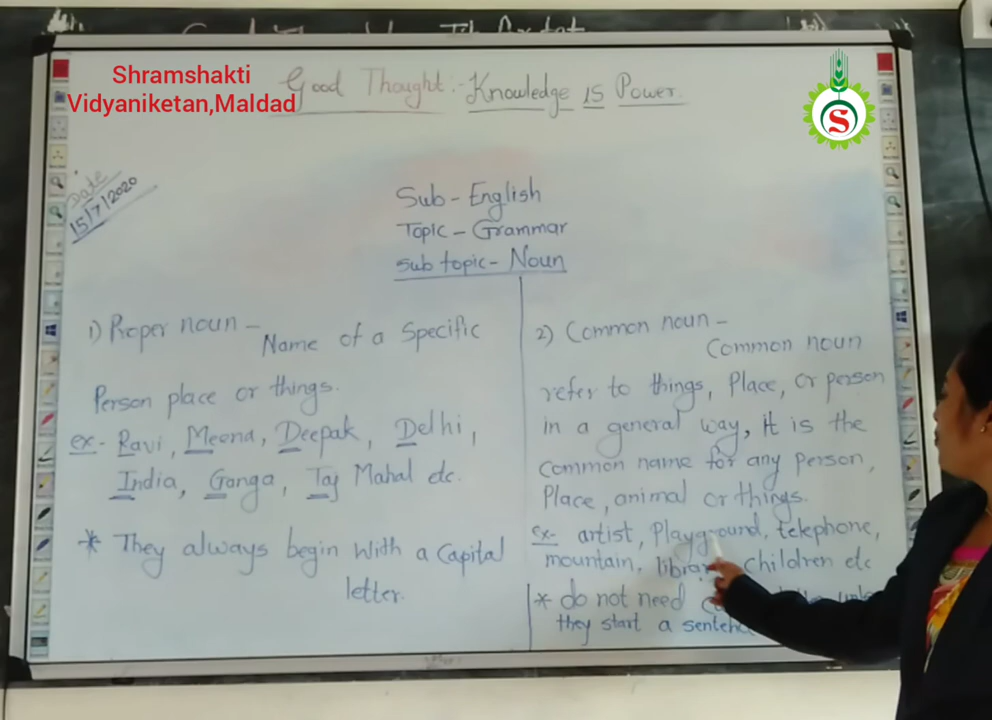 Shramshakti
Vidyaniketan,Maldad
Good Thought:- Knowledge is Power.
S
Date
15/7/2020
Sub - English
Topic - Grammar
Sub topic - Noun
1) Proper noun -
Name of a Specific
Person place or things.
ex- Ravi, Meena, Deepak, Delhi,
India, Ganga, Taj Mahal etc.
* They always begin with a Capital
letter.
2) Common noun -
Common noun
refer to things, Place, or person
in a general way, it is the
Common name for any person,
Place, animal or things.
ex- artist, Playground, telephone,
mountain, library, children etc
* do not need
they start a sentence